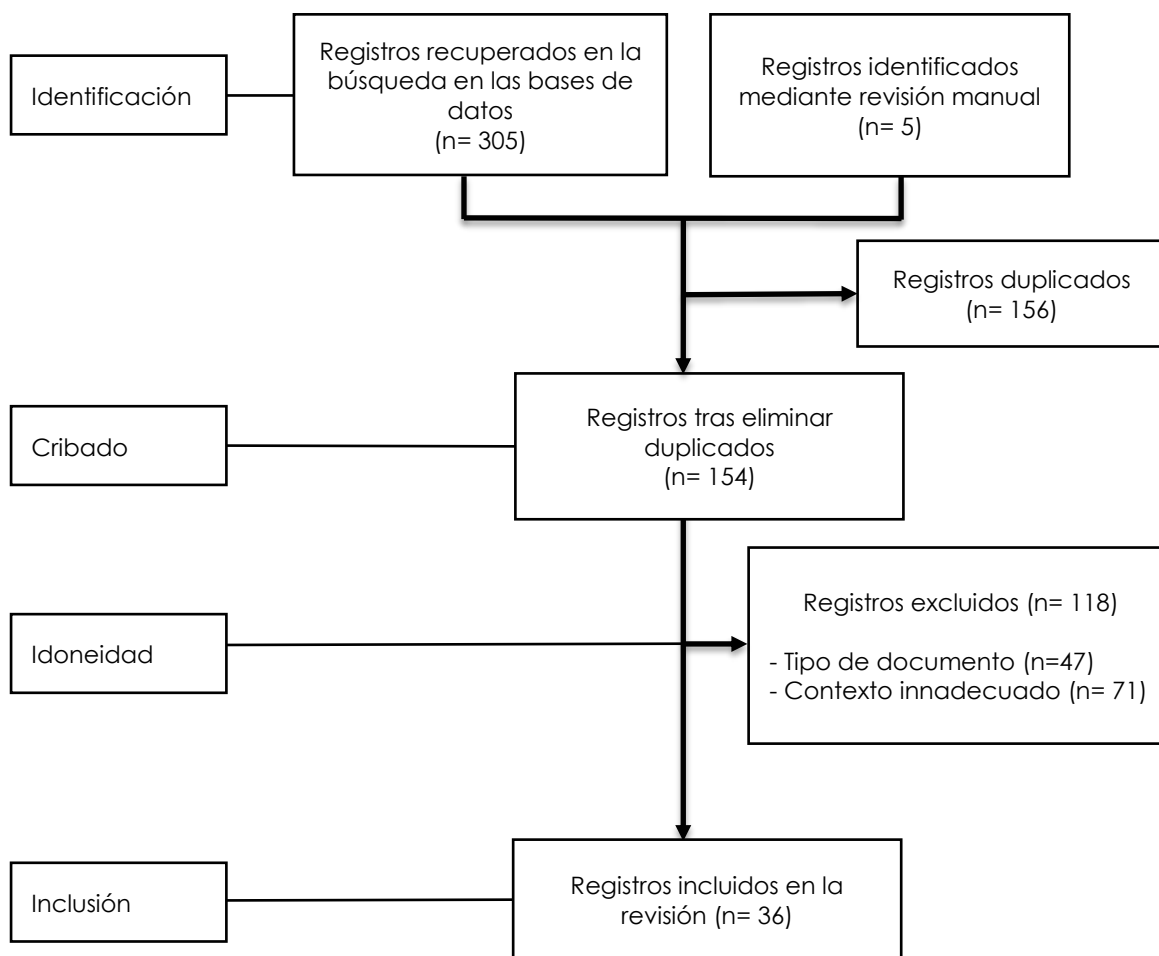 Identificación
Registros recuperados en la
búsqueda en las bases de
datos
(n= 305)
Registros identificados
mediante revisión manual
(n= 5)
Registros duplicados
(n= 156)
Cribado
Registros tras eliminar
duplicados
(n= 154)
Idoneidad
Registros excluidos (n= 118)
- Tipo de documento (n=47)
- Contexto innadecuado (n= 71)
Inclusión
Registros incluidos en la
revisión (n= 36)